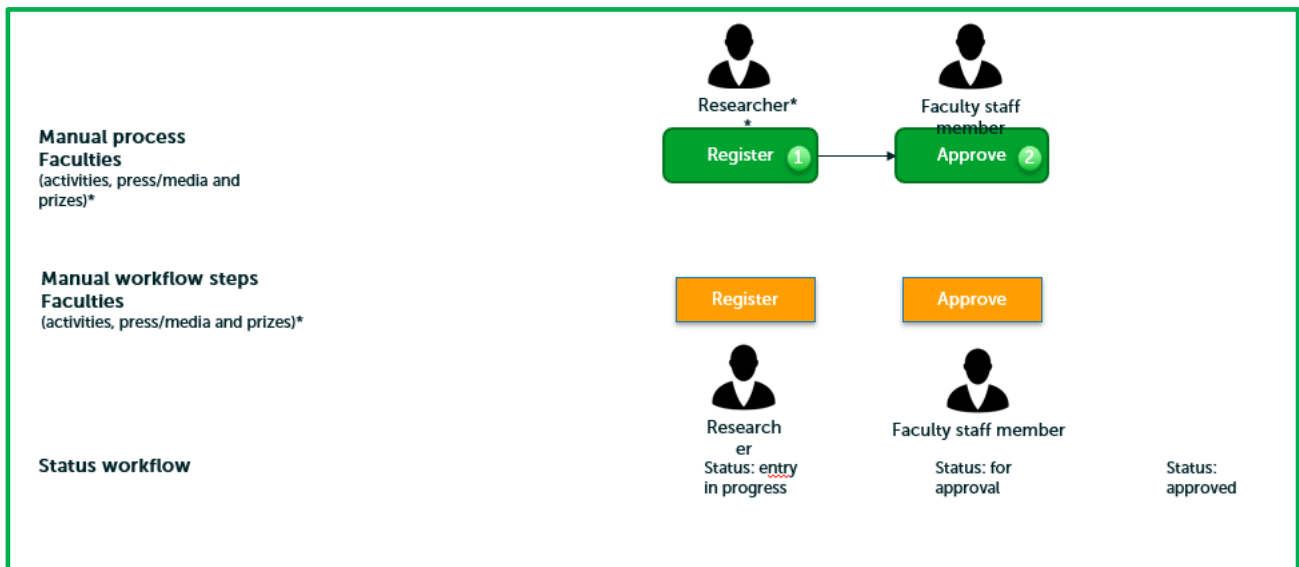 Researcher*
*
Faculty staff
member
Manual process
Faculties
(activities, press/media and
prizes)*
Register 1
Approve 2
Manual workflow steps
Faculties
(activities, press/media and prizes)*
Register
Approve
Research
er
Faculty staff member
Status workflow
Status: entry
in progress
Status: for
approval
Status:
approved